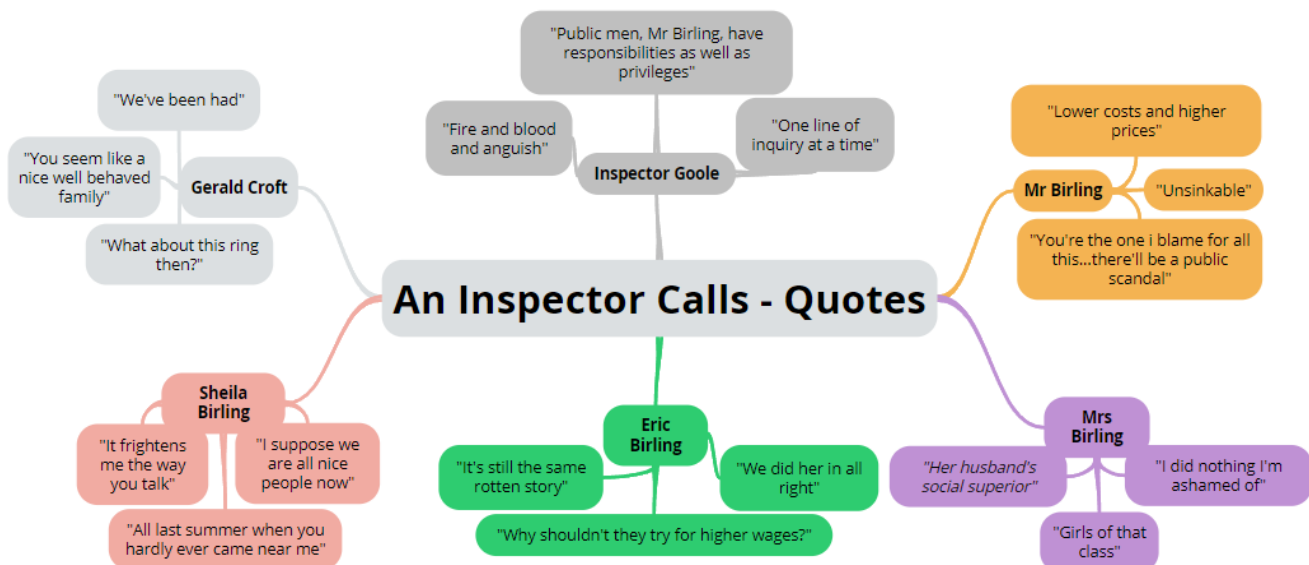 An Inspector Calls - Quotes
Inspector Goole
"Public men, Mr Birling, have
responsibilities as well as
privileges"
"Fire and blood
and anguish"
"One line of
inquiry at a time"
Gerald Croft
"We've been had"
"You seem like a
nice well behaved
family"
"What about this ring
then?"
Mr Birling
"Lower costs and higher
prices"
"Unsinkable"
"You're the one i blame for all
this...there'll be a public
scandal"
Sheila
Birling
"It frightens
me the way
you talk"
"I suppose we
are all nice
people now"
"All last summer when you
hardly ever came near me"
Eric
Birling
"It's still the same
rotten story"
"We did her in all
right"
"Why shouldn't they try for higher wages?"
Mrs
Birling
"Her husband's
social superior"
"I did nothing I'm
ashamed of"
"Girls of that
class"